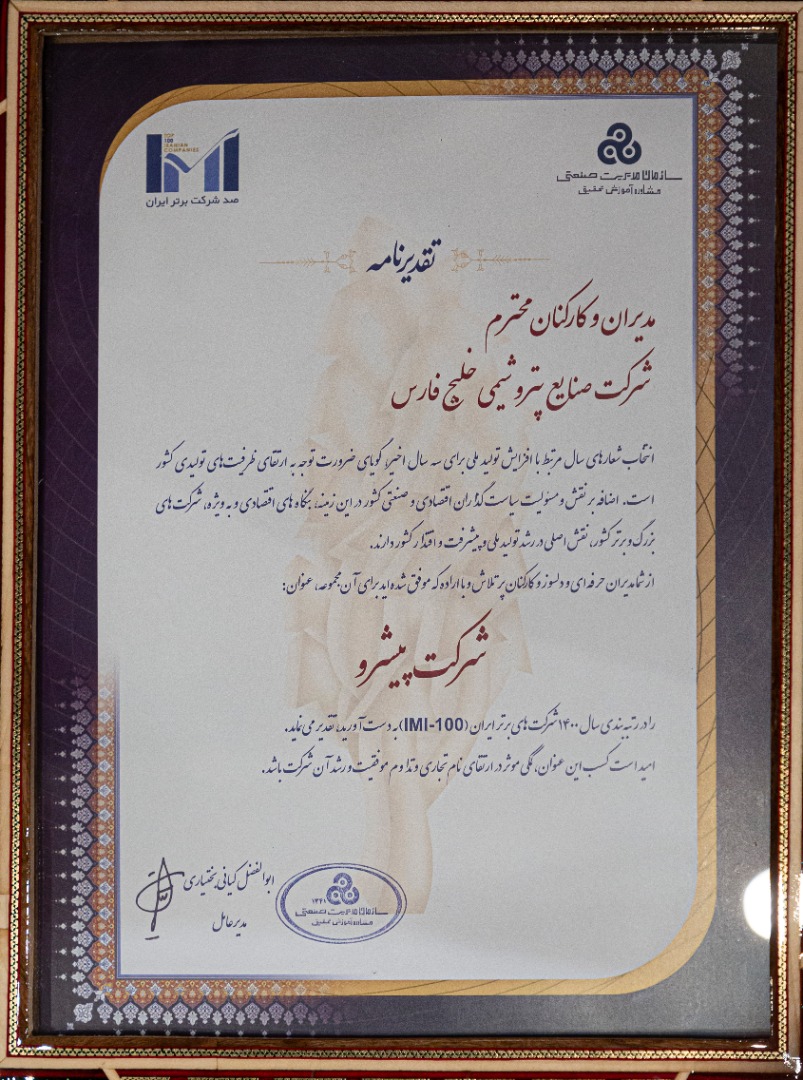 TOP
100
IRANIAN
COMPANIES
IMI
صد شرکت برتر ایران
سازمان مدیریت صنعتی
مشاوره آموزش تحقیق
تقدیرنامه
مدیران و کارکنان محترم
شرکت صنایع پتروشیمی خلیج فارس
انتخاب شعارهای سال مرتبط با افزایش تولید ملی برای سه سال اخیر، گویای ضرورت توجه به ارتقای ظرفیت‌های تولیدی کشور
است. اضافه بر نقش و مسئولیت سیاست گذاران اقتصادی و صنعتی کشور در این زمینه، بنگاه‌های اقتصادی و به ویژه، شرکت‌های
بزرگ و برتر کشور، نقش اصلی در رشد تولید ملی و پیشرفت و اقتدار کشور دارند.
از شما مدیران حرفه‌ای و دلسوز و کارکنان پر تلاش و با اراده که موفق شده اید برای آن مجموعه، عنوان:
شرکت پیشرو
را در رتبه بندی سال ۱۴۰۰ شرکت‌های برتر ایران (IMI-100) به دست آورید، تقدیر می نماید.
امید است کسب این عنوان، گامی موثر در ارتقای نام تجاری و تداوم موفقیت و رشد آن شرکت باشد.
ابوالفضل کیانی بختیاری
مدیرعامل
۱۳۴۱
سازمان مدیریت صنعتی
مشاوره آموزش تحقیق